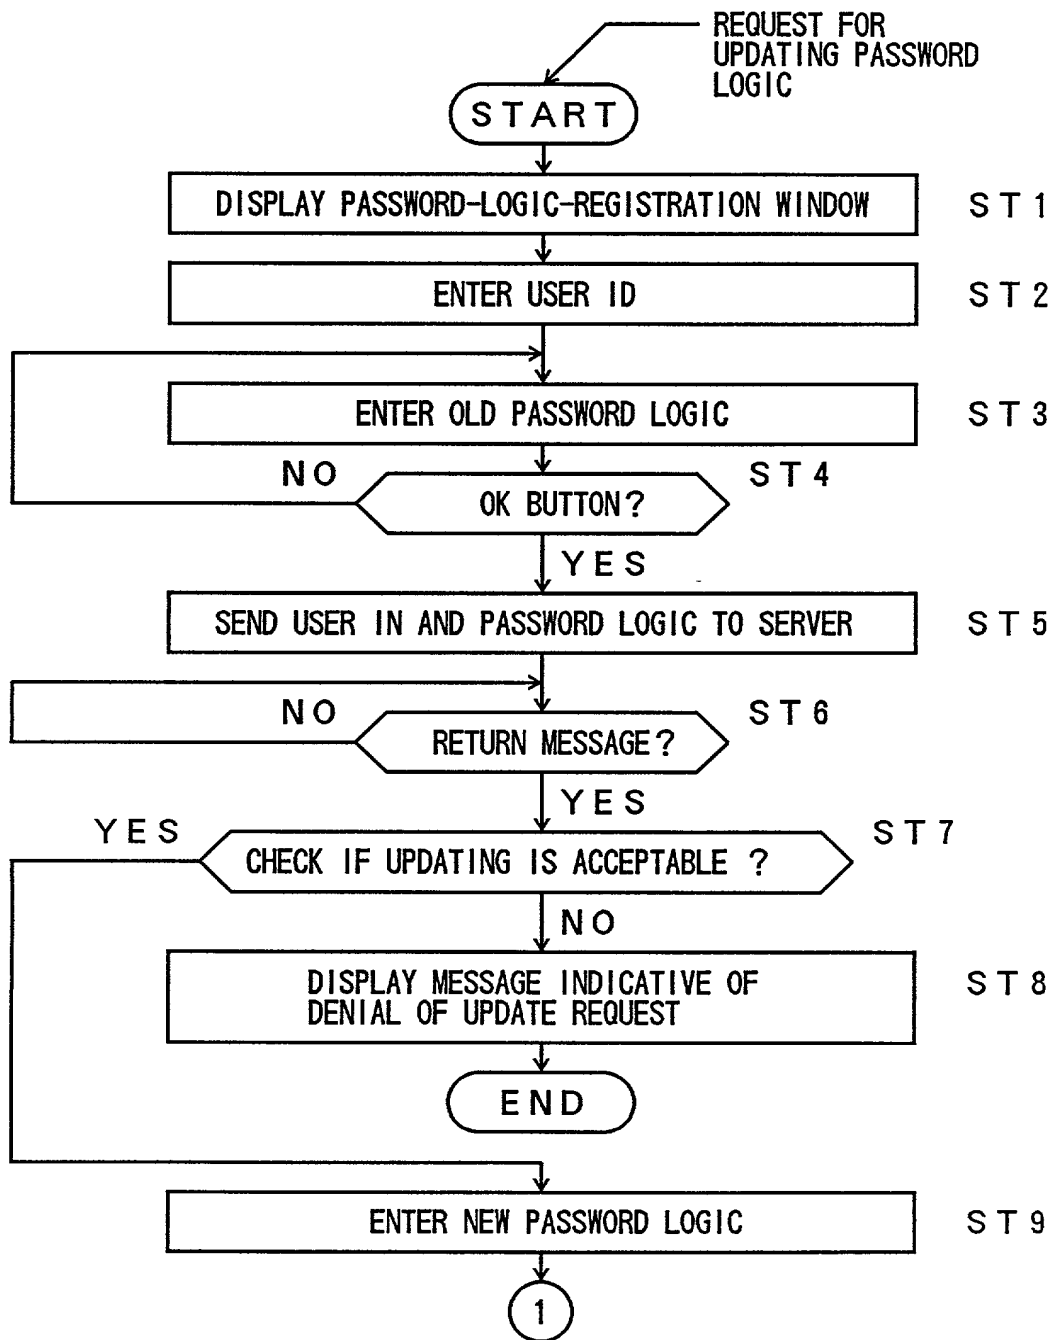 REQUEST FOR
UPDATING PASSWORD
LOGIC
START
DISPLAY PASSWORD-LOGIC-REGISTRATION WINDOW
ST1
ENTER USER ID
ST2
ENTER OLD PASSWORD LOGIC
ST3
NO
ST4
OK BUTTON?
YES
SEND USER IN AND PASSWORD LOGIC TO SERVER
ST5
NO
ST6
RETURN MESSAGE?
YES
YES
ST7
CHECK IF UPDATING IS ACCEPTABLE ?
NO
DISPLAY MESSAGE INDICATIVE OF
DENIAL OF UPDATE REQUEST
ST8
END
ENTER NEW PASSWORD LOGIC
ST9
1